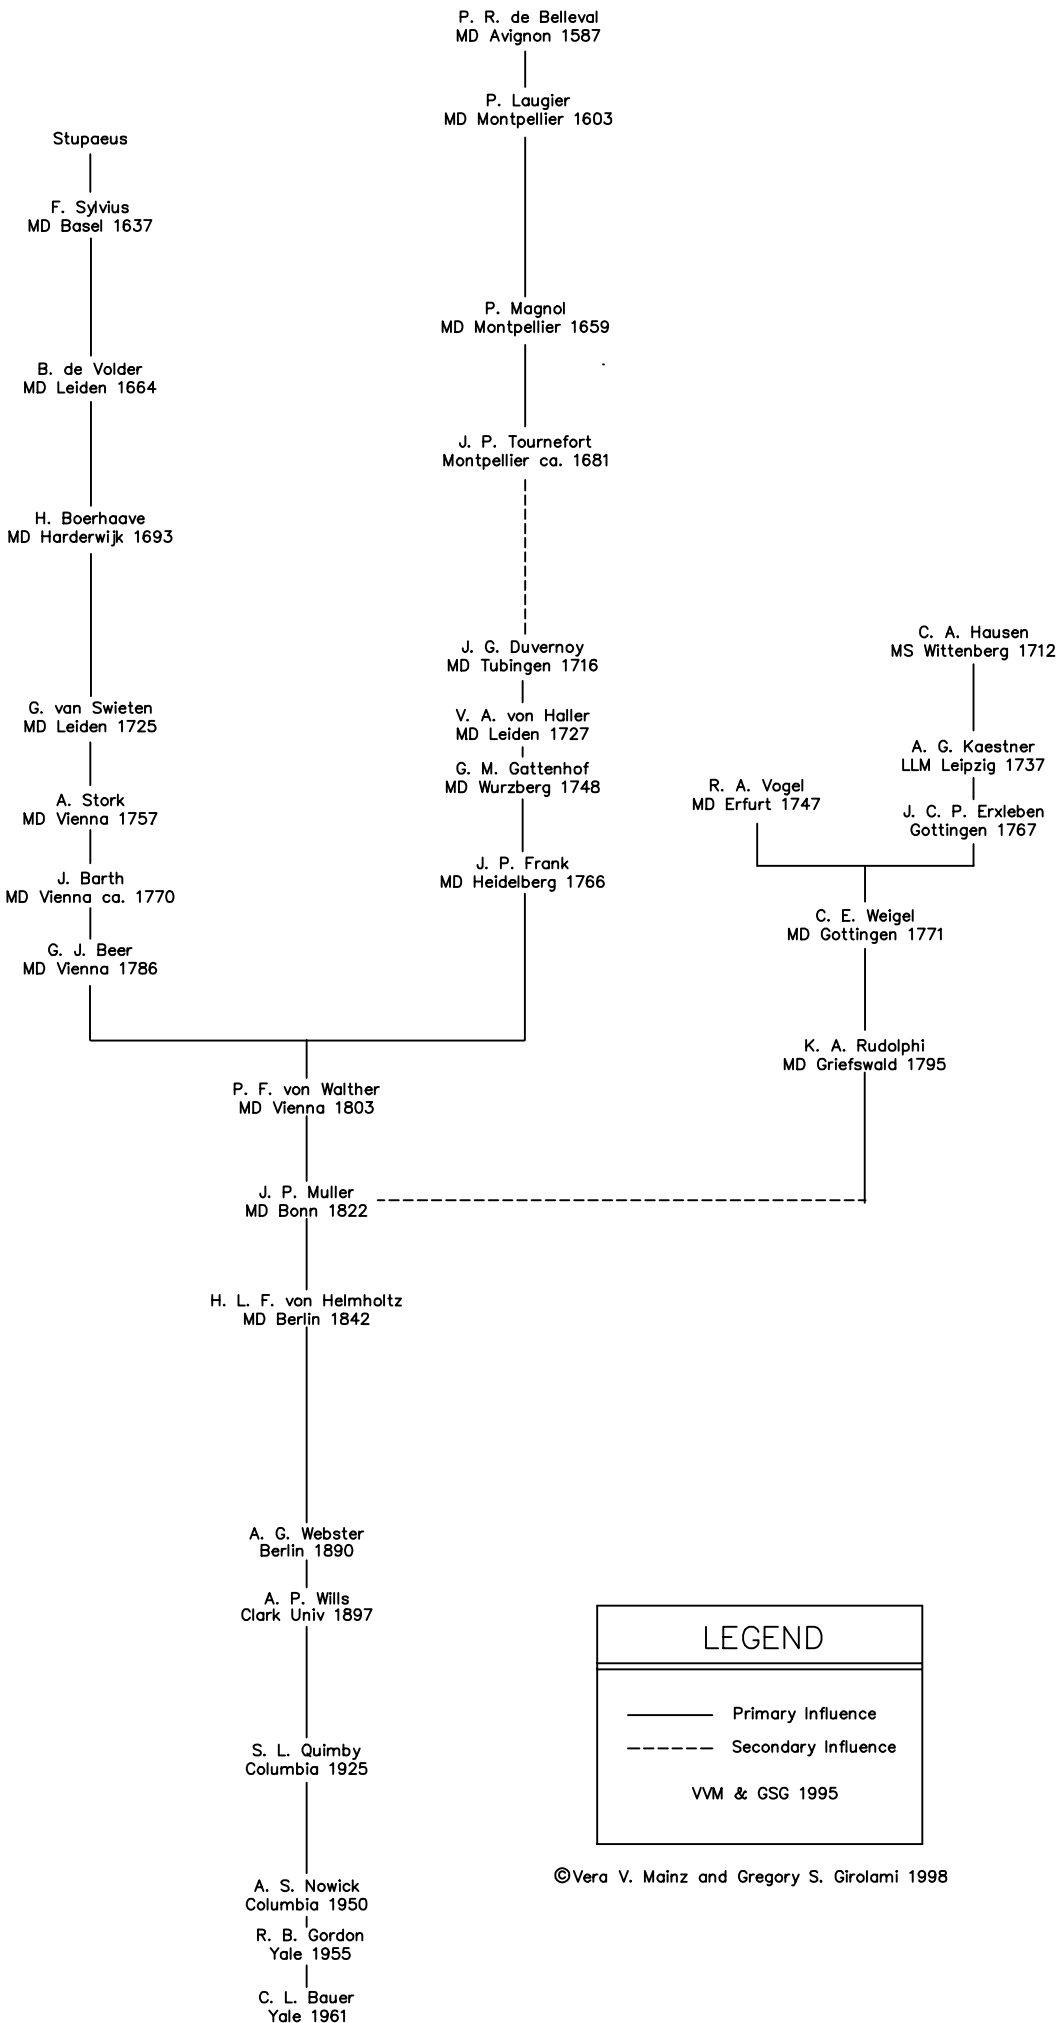 P. R. de Belleval
MD Avignon 1587
P. Laugier
MD Montpellier 1603
Stupaeus
F. Sylvius
MD Basel 1637
P. Magnol
MD Montpellier 1659
B. de Volder
MD Leiden 1664
J. P. Tournefort
Montpellier ca. 1681
H. Boerhaave
MD Harderwijk 1693
J. G. Duvernoy
MD Tubingen 1716
C. A. Hausen
MS Wittenberg 1712
G. van Swieten
MD Leiden 1725
V. A. von Haller
MD Leiden 1727
A. G. Kaestner
LLM Leipzig 1737
G. M. Gattenhof
MD Wurzberg 1748
R. A. Vogel
MD Erfurt 1747
A. Stork
MD Vienna 1757
J. C. P. Erxleben
Gottingen 1767
J. P. Frank
MD Heidelberg 1766
J. Barth
MD Vienna ca. 1770
C. E. Weigel
MD Gottingen 1771
G. J. Beer
MD Vienna 1786
K. A. Rudolphi
MD Griefswald 1795
P. F. von Walther
MD Vienna 1803
J. P. Muller
MD Bonn 1822
H. L. F. von Helmholtz
MD Berlin 1842
A. G. Webster
Berlin 1890
A. P. Wills
Clark Univ 1897
S. L. Quimby
Columbia 1925
A. S. Nowick
Columbia 1950
R. B. Gordon
Yale 1955
C. L. Bauer
Yale 1961
LEGEND
Primary Influence
Secondary Influence
VVM & GSG 1995
©Vera V. Mainz and Gregory S. Girolami 1998